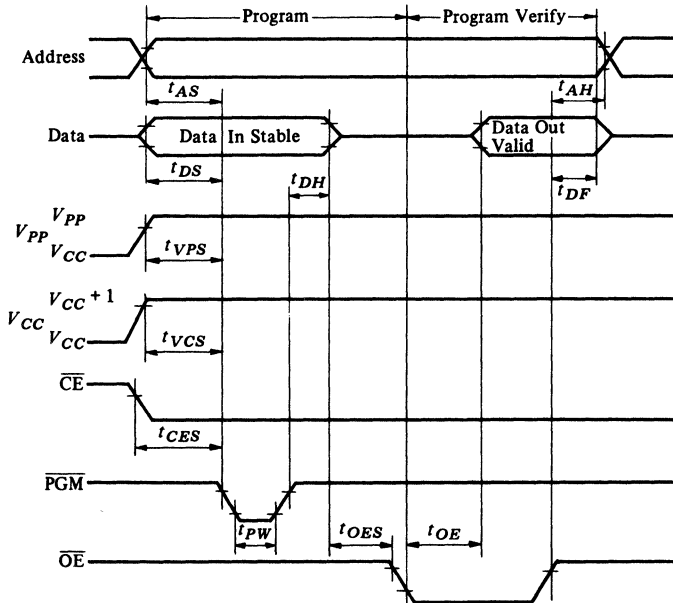 Program Program Verify
Address
tAS tAH
Data Data In Stable Data Out Valid
tDS tDH tDF
VPP
VPP
VCC tVPS
VCC + 1
VCC
VCC tVCS
CE
tCES
PGM
tPW tOES tOE
OE